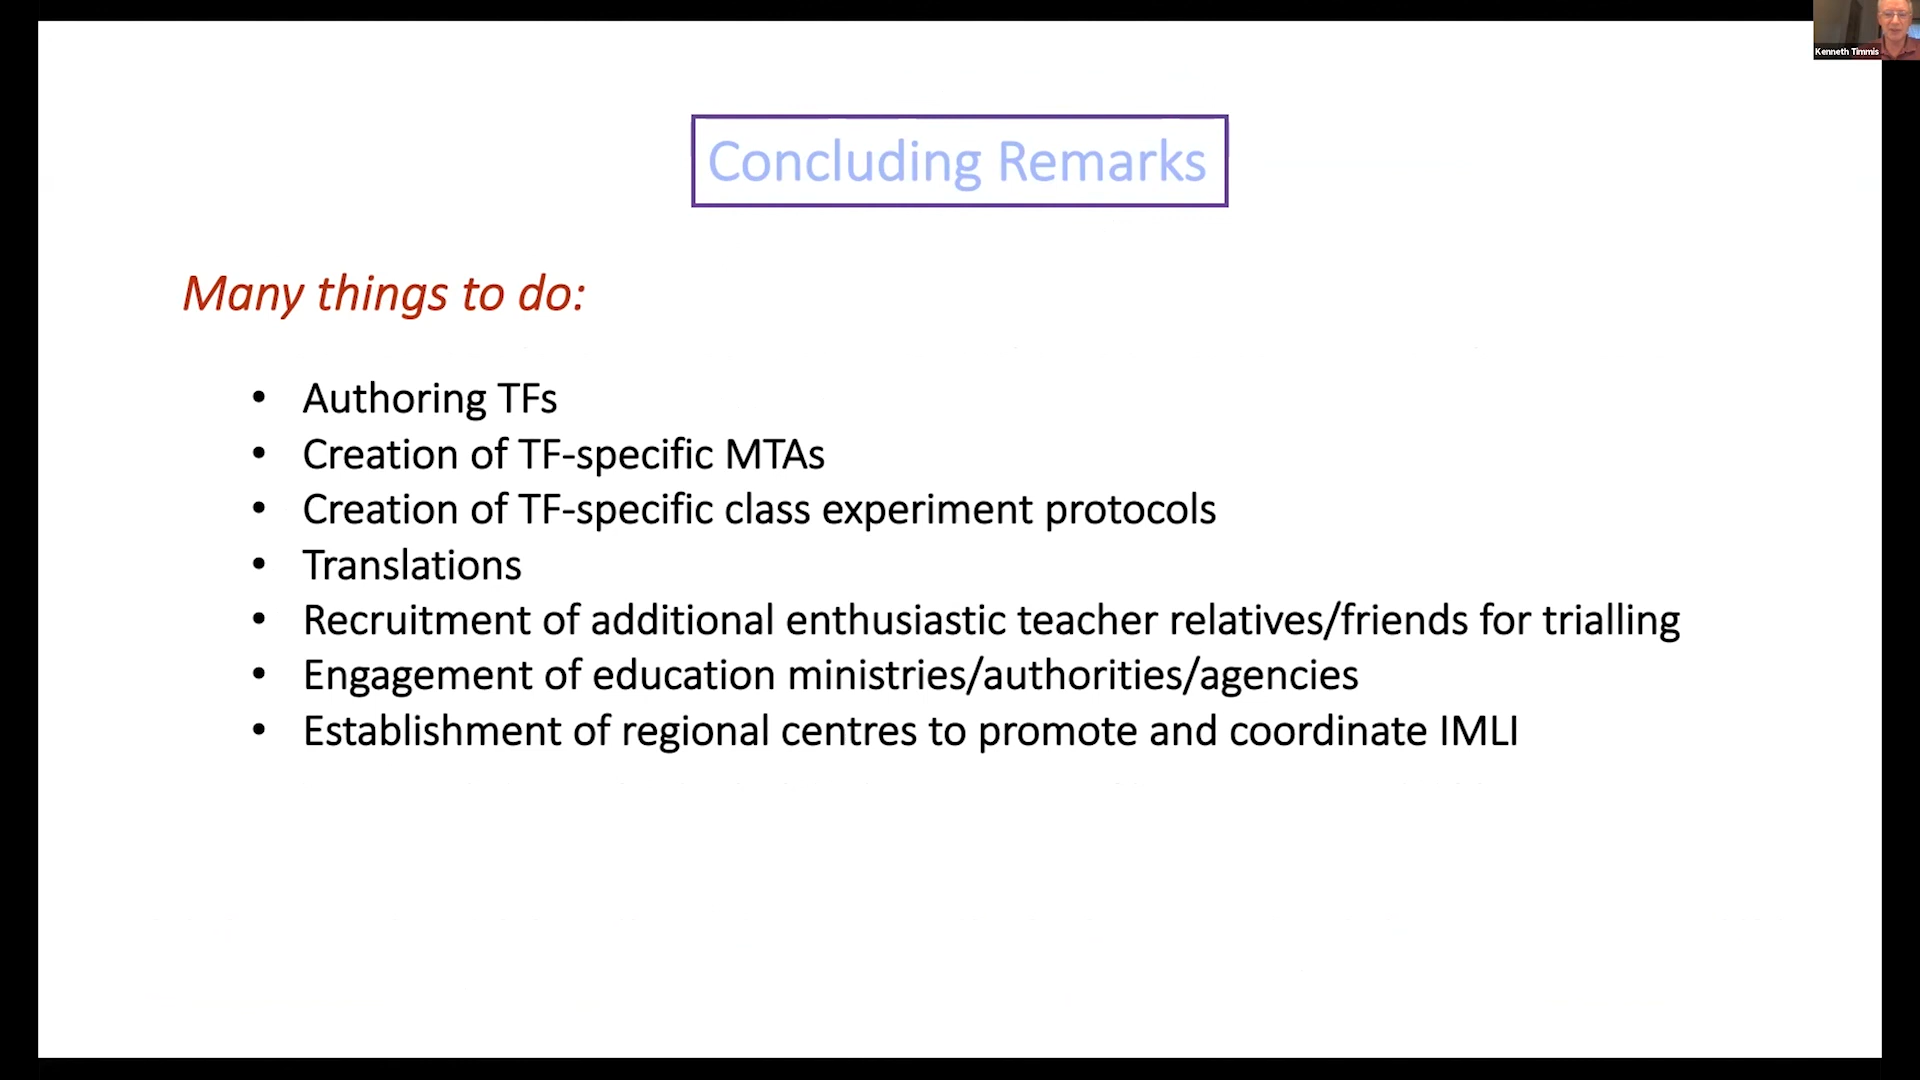 Kenneth Timmis
Concluding Remarks
Many things to do:
• Authoring TFs
• Creation of TF-specific MTAs
• Creation of TF-specific class experiment protocols
• Translations
• Recruitment of additional enthusiastic teacher relatives/friends for trialling
• Engagement of education ministries/authorities/agencies
• Establishment of regional centres to promote and coordinate IMLI